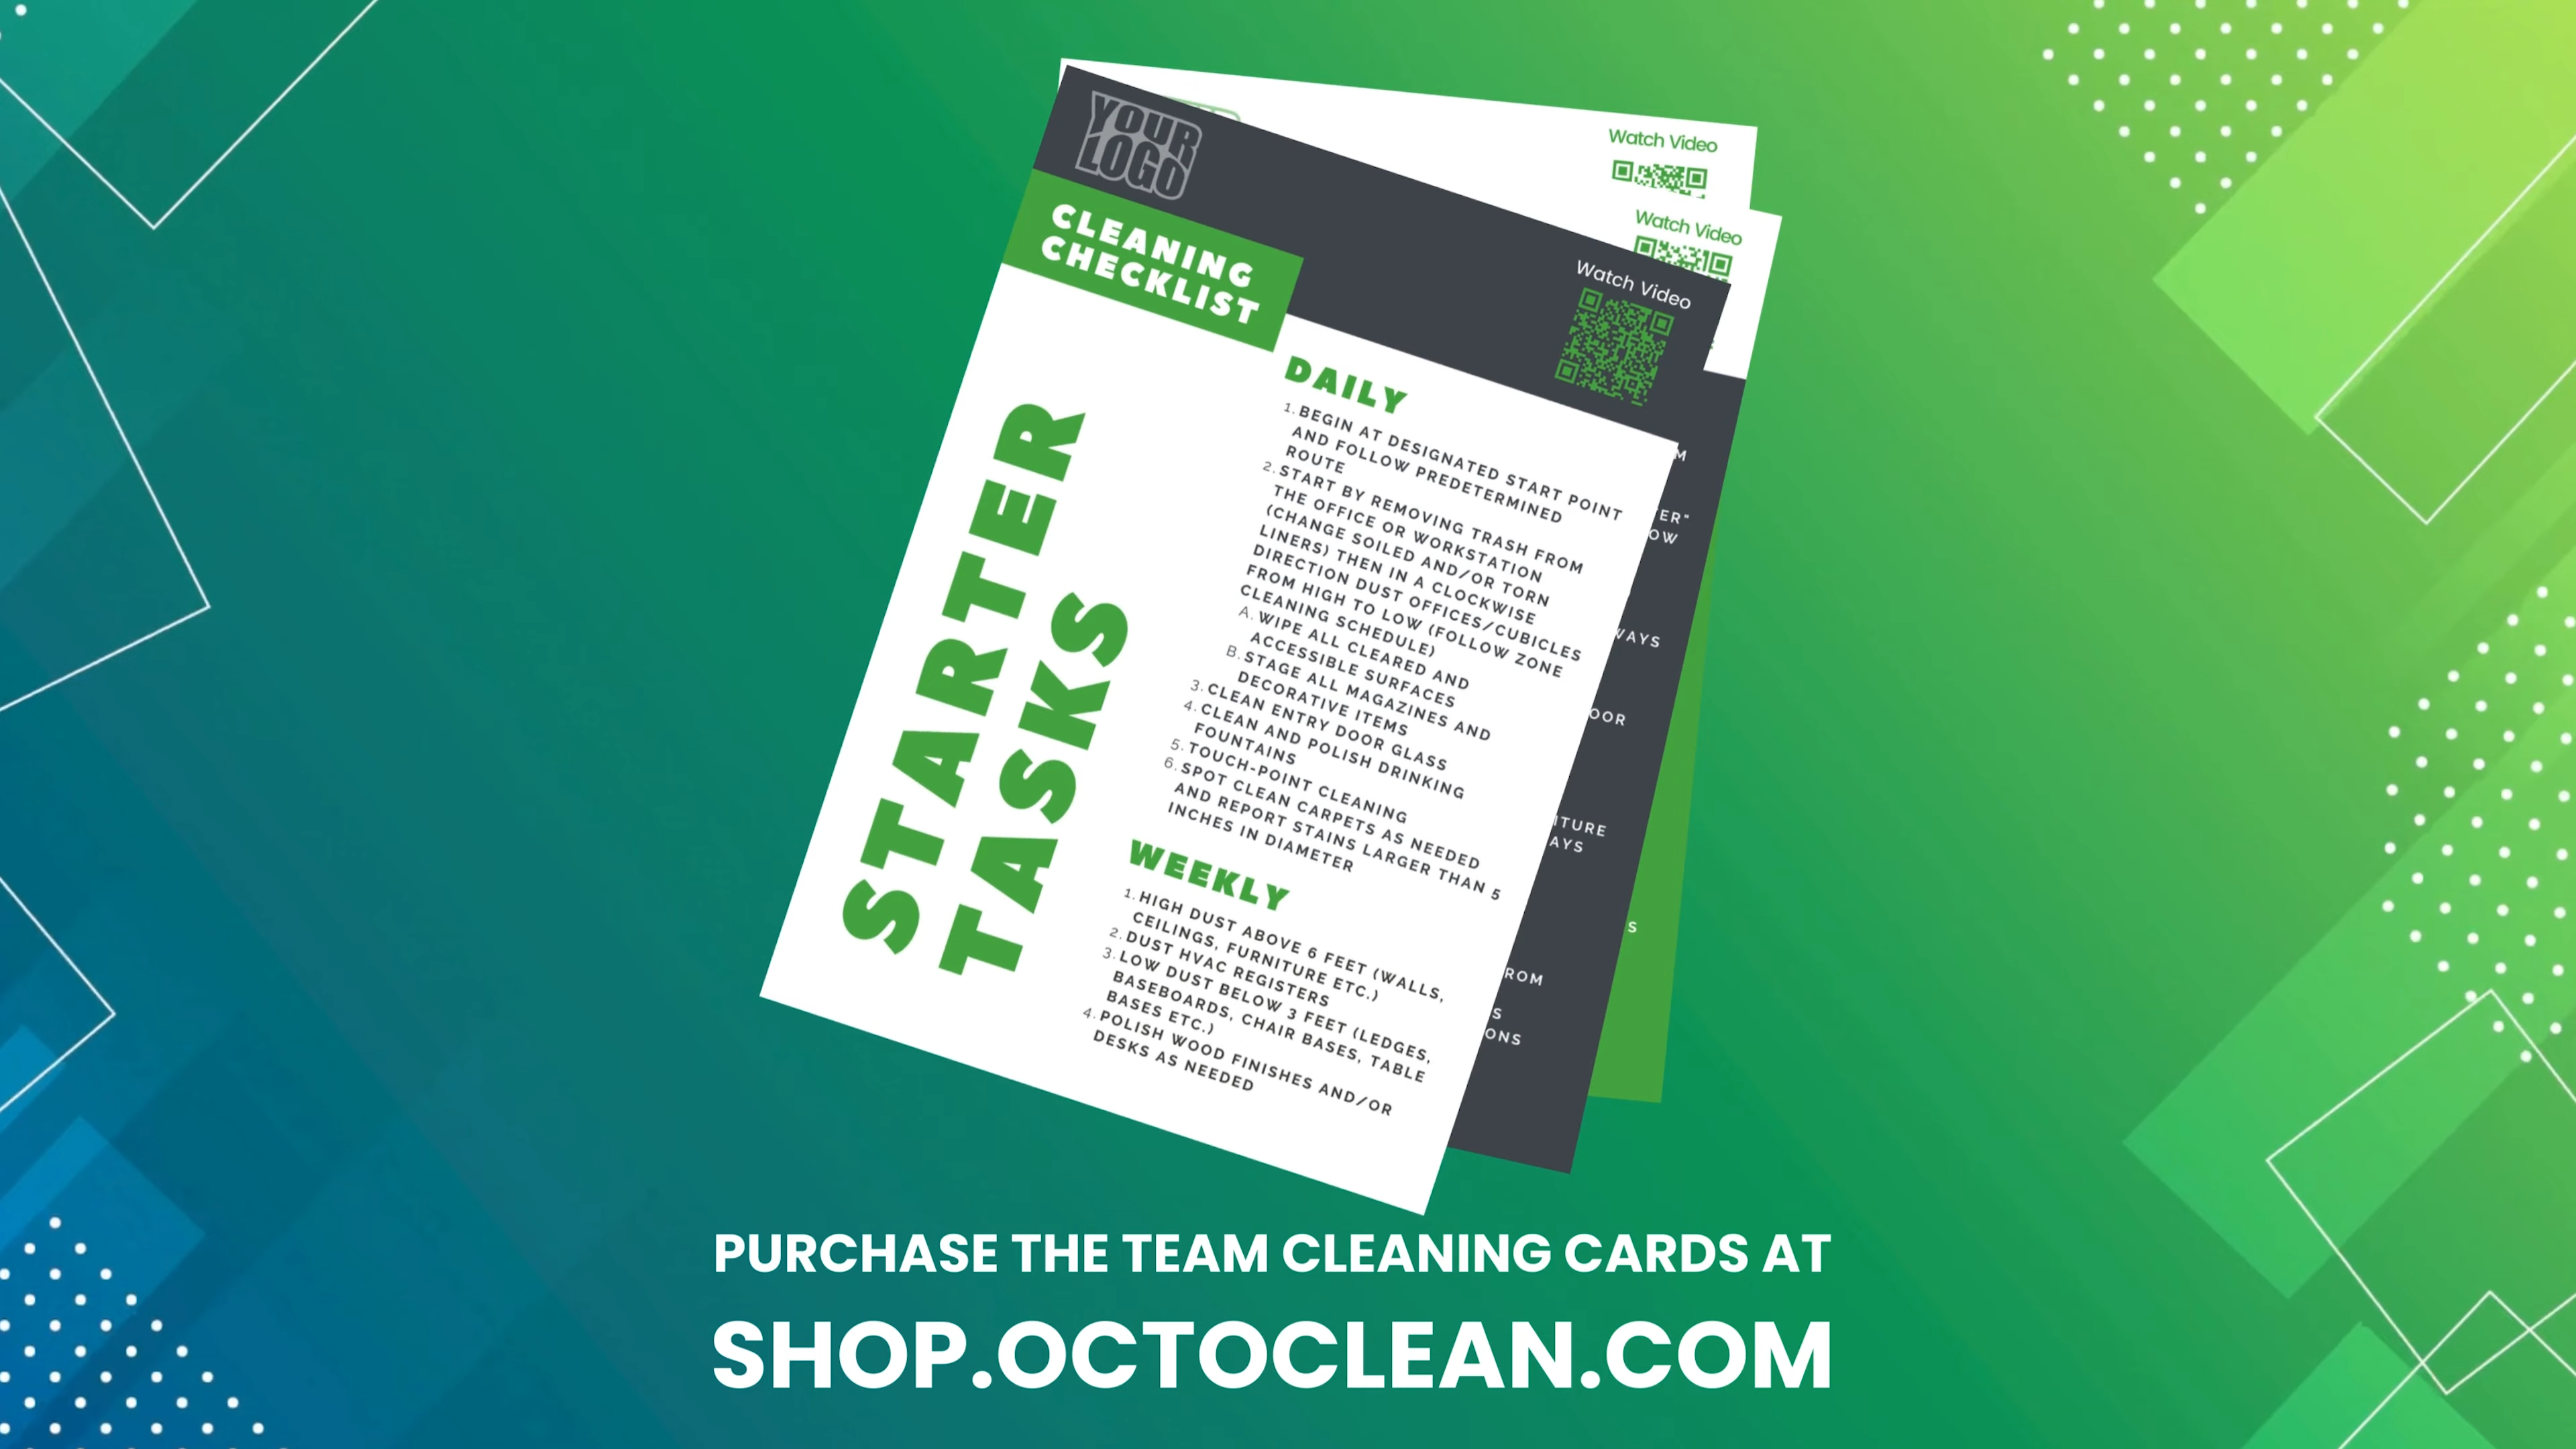 YOUR
LOGO
Watch Video
Watch Video
Watch Video
CLEANING
CHECKLIST
STARTER
TASKS
DAILY
1. BEGIN AT DESIGNATED START POINT
AND FOLLOW PREDETERMINED
ROUTE
2. START BY REMOVING TRASH FROM
THE OFFICE OR WORKSTATION
(CHANGE SOILED AND/OR TORN
LINERS) THEN IN A CLOCKWISE
DIRECTION DUST OFFICES/CUBICLES
FROM HIGH TO LOW (FOLLOW ZONE
CLEANING SCHEDULE)
A. WIPE ALL CLEARED AND
ACCESSIBLE SURFACES
B. STAGE ALL MAGAZINES AND
DECORATIVE ITEMS
3. CLEAN ENTRY DOOR GLASS
4. CLEAN AND POLISH DRINKING
FOUNTAINS
5. TOUCH-POINT CLEANING
6. SPOT CLEAN CARPETS AS NEEDED
AND REPORT STAINS LARGER THAN 5
INCHES IN DIAMETER
WEEKLY
1. HIGH DUST ABOVE 6 FEET (WALLS,
CEILINGS, FURNITURE ETC.)
2. DUST HVAC REGISTERS
3. LOW DUST BELOW 3 FEET (LEDGES,
BASEBOARDS, CHAIR BASES, TABLE
BASES ETC.)
4. POLISH WOOD FINISHES AND/OR
DESKS AS NEEDED
PURCHASE THE TEAM CLEANING CARDS AT
SHOP.OCTOCLEAN.COM